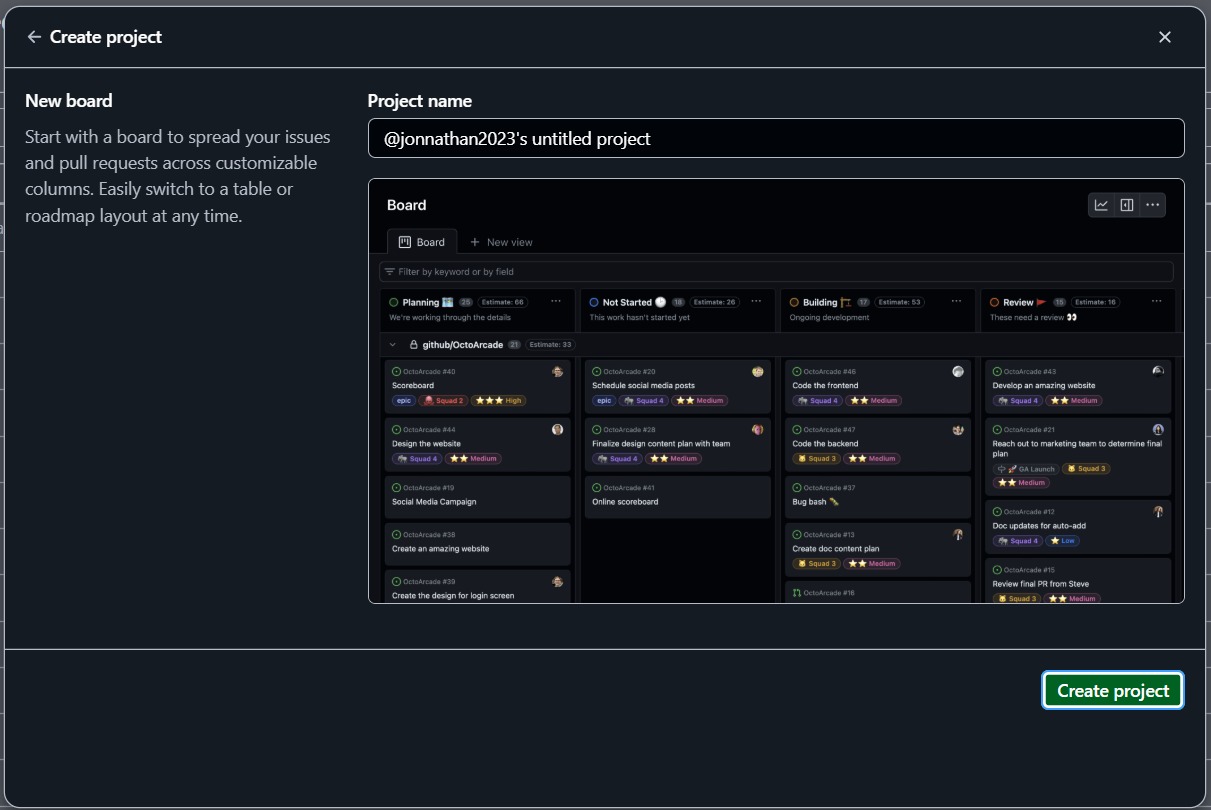 Create project
New board
Start with a board to spread your issues
and pull requests across customizable
columns. Easily switch to a table or
roadmap layout at any time.
Project name
@jonnathan2023's untitled project
Board
Board
New view
Filter by keyword or by field
Planning 25 Estimate: 66
We're working through the details
Not Started 18 Estimate: 26
This work hasn't started yet
Building 17 Estimate: 53
Ongoing development
Review 15 Estimate: 16
These need a review
github/OctoArcade 21 Estimate: 33
OctoArcade #40
Scoreboard
epic Squad 2 High
OctoArcade #44
Design the website
Squad 4 Medium
OctoArcade #19
Social Media Campaign
OctoArcade #38
Create an amazing website
OctoArcade #39
Create the design for login screen
OctoArcade #20
Schedule social media posts
epic Squad 4 Medium
OctoArcade #28
Finalize design content plan with team
Squad 4 Medium
OctoArcade #41
Online scoreboard
OctoArcade #46
Code the frontend
Squad 4 Medium
OctoArcade #47
Code the backend
Squad 3 Medium
OctoArcade #37
Bug bash
OctoArcade #13
Create doc content plan
Squad 3 Medium
OctoArcade #16
OctoArcade #43
Develop an amazing website
Squad 4 Medium
OctoArcade #21
Reach out to marketing team to determine final
plan
GA Launch Squad 3
Medium
OctoArcade #12
Doc updates for auto-add
Squad 4 Low
OctoArcade #15
Review final PR from Steve
Squad 3 Medium
Create project